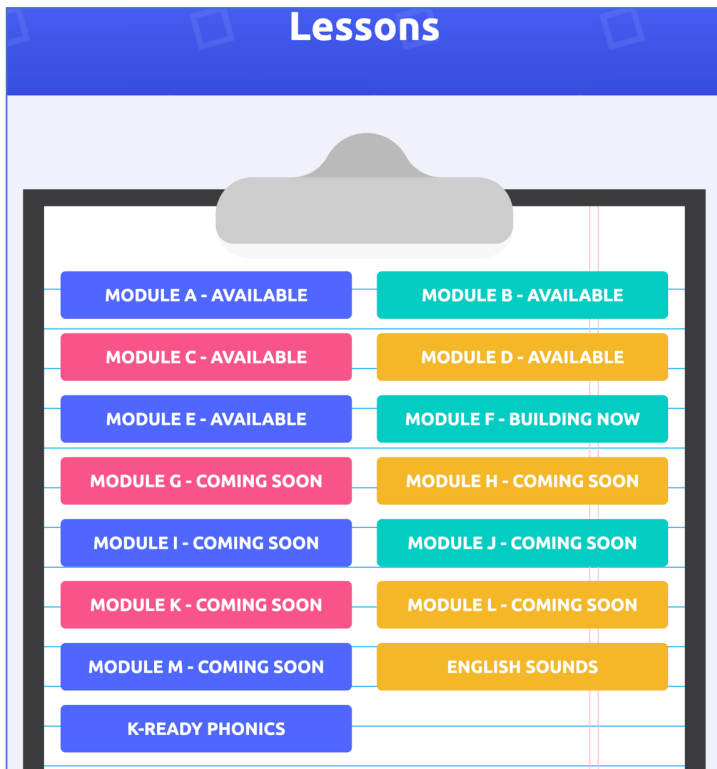 Lessons
MODULE A - AVAILABLE
MODULE B - AVAILABLE
MODULE C - AVAILABLE
MODULE D - AVAILABLE
MODULE E - AVAILABLE
MODULE F - BUILDING NOW
MODULE G - COMING SOON
MODULE H - COMING SOON
MODULE I - COMING SOON
MODULE J - COMING SOON
MODULE K - COMING SOON
MODULE L - COMING SOON
MODULE M - COMING SOON
ENGLISH SOUNDS
K-READY PHONICS